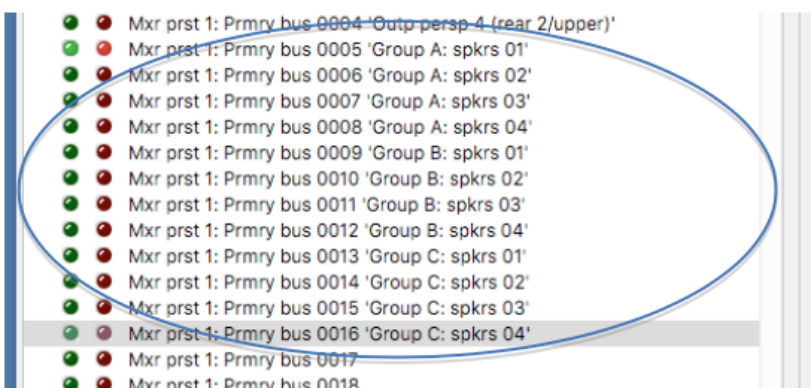 Mxr prst 1: Prmry bus 0004 'Outp persp 4 (rear 2/upper)'
Mxr prst 1: Prmry bus 0005 'Group A: spkrs 01'
Mxr prst 1: Prmry bus 0006 'Group A: spkrs 02'
Mxr prst 1: Prmry bus 0007 'Group A: spkrs 03'
Mxr prst 1: Prmry bus 0008 'Group A: spkrs 04'
Mxr prst 1: Prmry bus 0009 'Group B: spkrs 01'
Mxr prst 1: Prmry bus 0010 'Group B: spkrs 02'
Mxr prst 1: Prmry bus 0011 'Group B: spkrs 03'
Mxr prst 1: Prmry bus 0012 'Group B: spkrs 04'
Mxr prst 1: Prmry bus 0013 'Group C: spkrs 01'
Mxr prst 1: Prmry bus 0014 'Group C: spkrs 02'
Mxr prst 1: Prmry bus 0015 'Group C: spkrs 03'
Mxr prst 1: Prmry bus 0016 'Group C: spkrs 04'
Mxr prst 1: Prmry bus 0017
Mxr prst 1: Prmry bus 0018